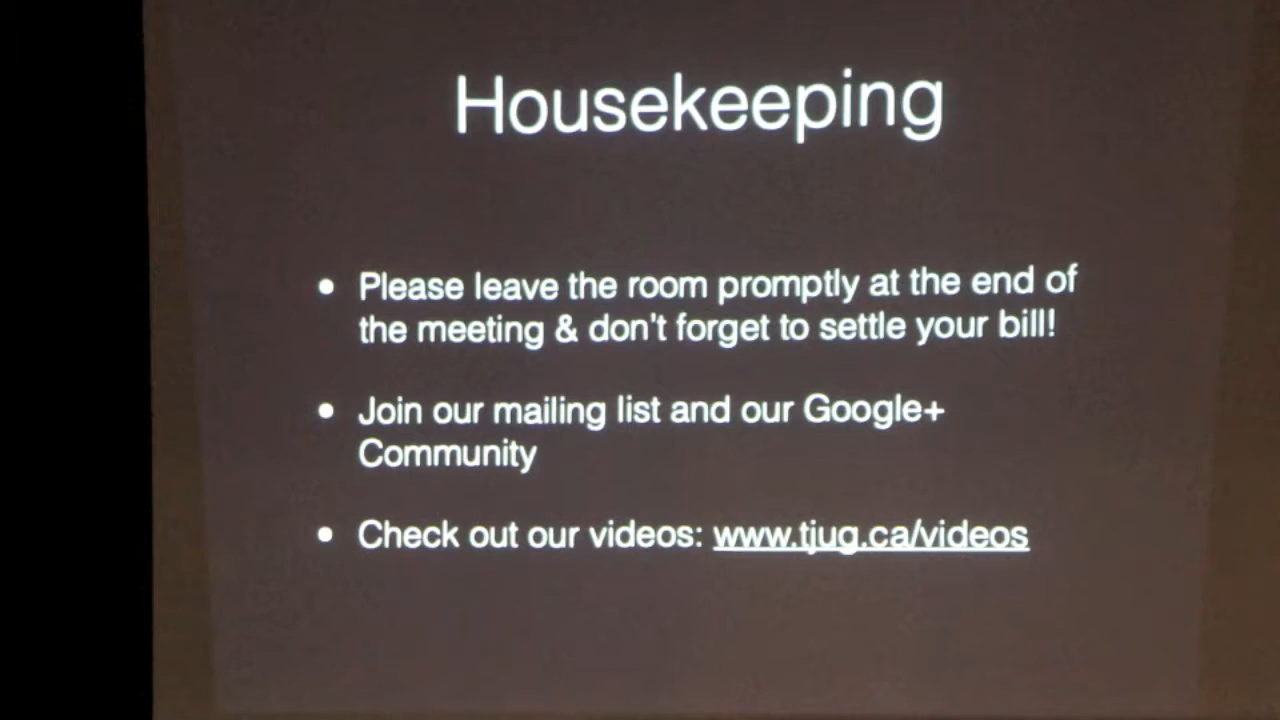 Housekeeping
• Please leave the room promptly at the end of
the meeting & don't forget to settle your bill!
• Join our mailing list and our Google+
Community
• Check out our videos: www.tjug.ca/videos